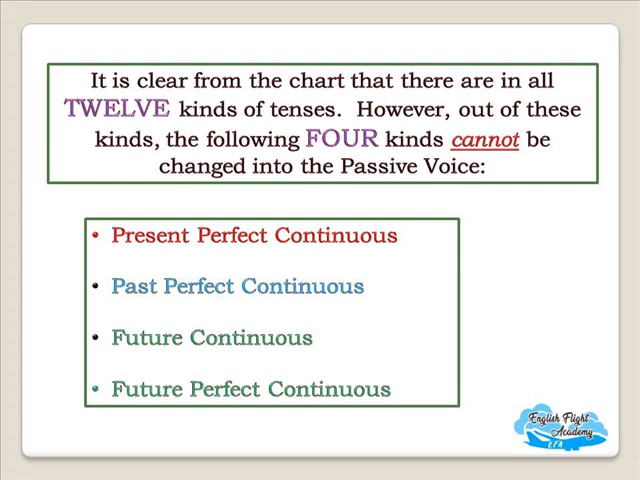 It is clear from the chart that there are in all
TWELVE kinds of tenses. However, out of these
kinds, the following FOUR kinds cannot be
changed into the Passive Voice:
• Present Perfect Continuous
• Past Perfect Continuous
• Future Continuous
• Future Perfect Continuous
English Flight
Academy
EFA